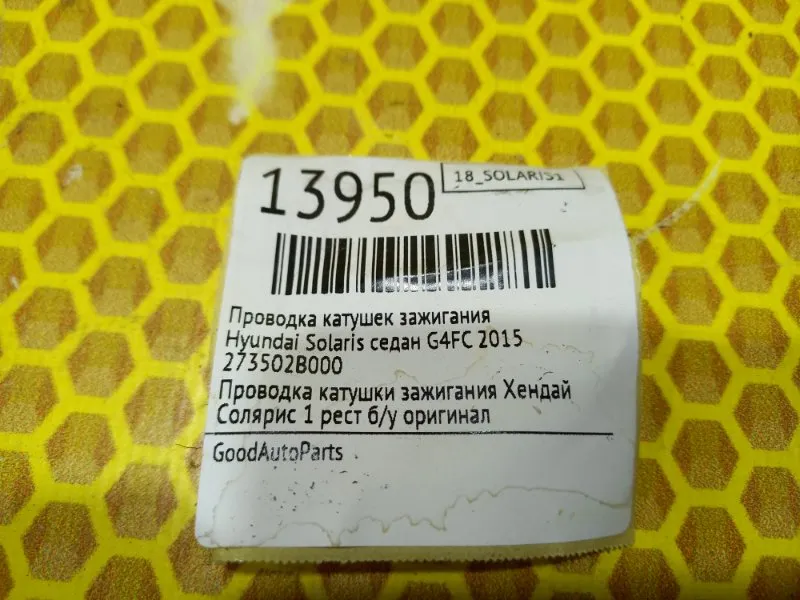 13950
18_SOLARIS1
Проводка катушек зажигания
Hyundai Solaris седан G4FC 2015
273502B000
Проводка катушки зажигания Хендай
Солярис 1 рест б/у оригинал
GoodAutoParts